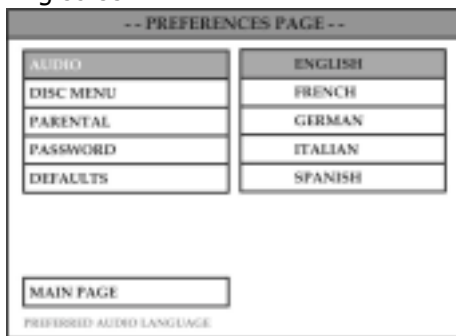 -- PREFERENCES PAGE --
AUDIO
DISC MENU
PARENTAL
PASSWORD
DEFAULTS
ENGLISH
FRENCH
GERMAN
ITALIAN
SPANISH
MAIN PAGE
PREFERRED AUDIO LANGUAGE